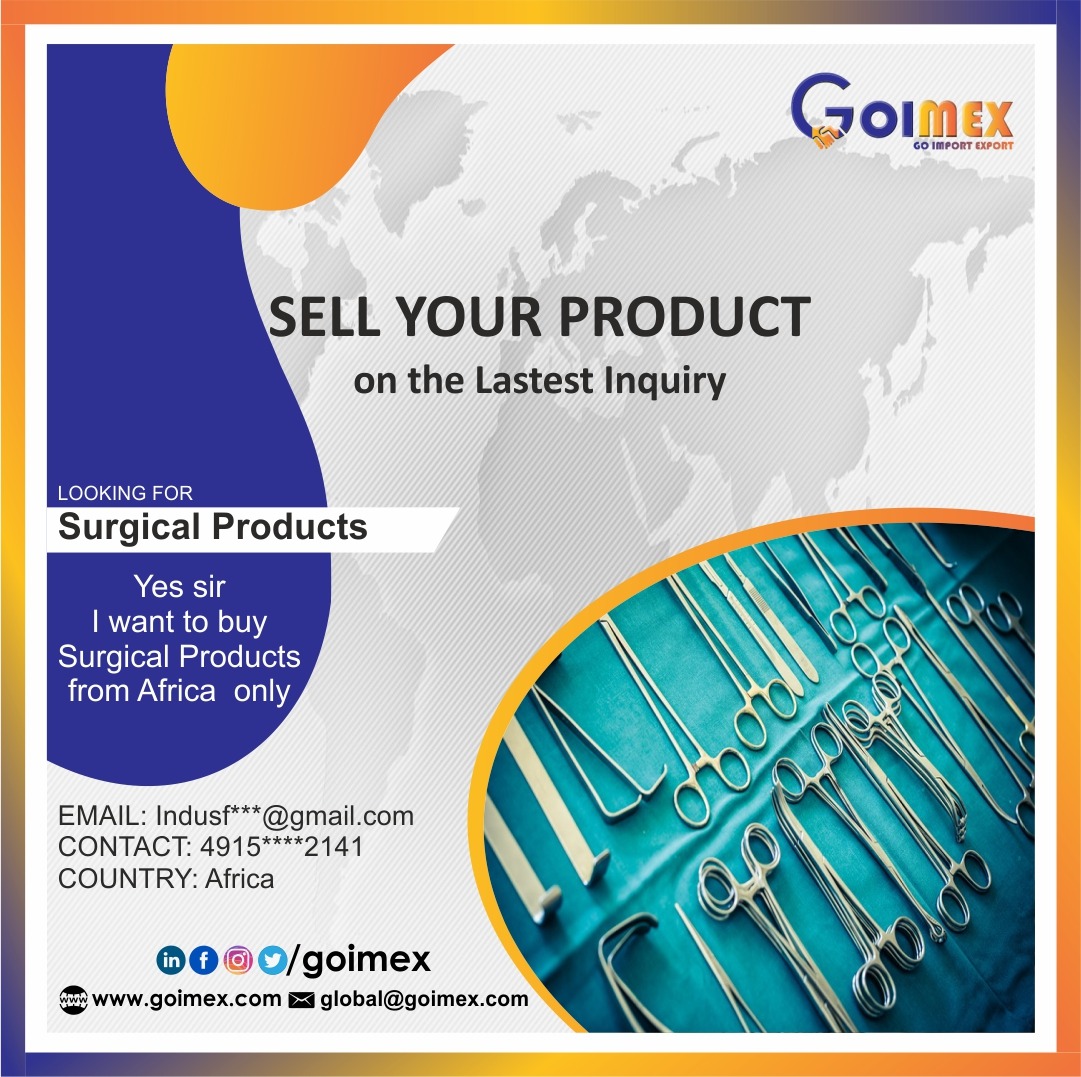 GOIMEX
GO IMPORT EXPORT
SELL YOUR PRODUCT
on the Lastest Inquiry
LOOKING FOR
Surgical Products
Yes sir
I want to buy
Surgical Products
from Africa only
EMAIL: Indusf***@gmail.com
CONTACT: 4915****2141
COUNTRY: Africa
in f /goimex
www www.goimex.com global@goimex.com